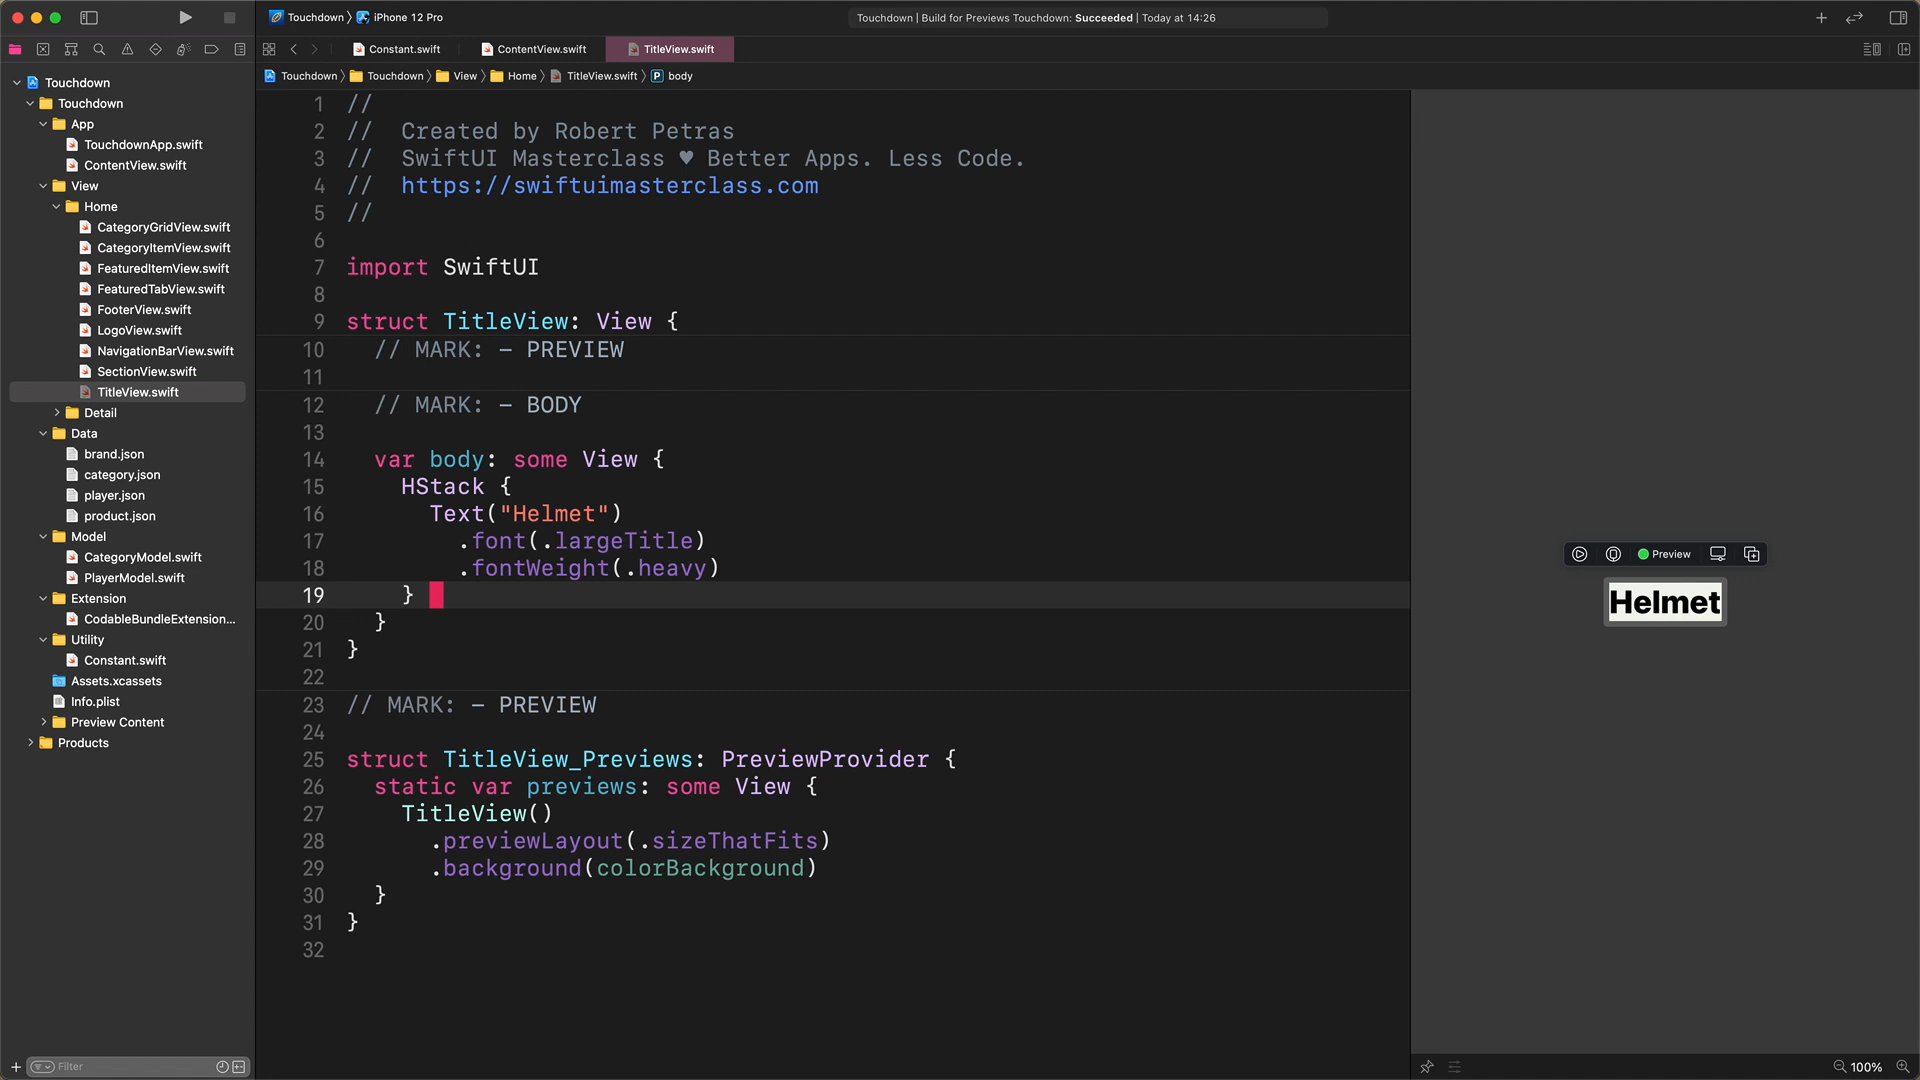 Touchdown
iPhone 12 Pro
Touchdown | Build for Previews Touchdown: Succeeded | Today at 14:26
Constant.swift
ContentView.swift
TitleView.swift
Touchdown
Touchdown
View
Home
TitleView.swift
P
body
Touchdown
Touchdown
App
TouchdownApp.swift
ContentView.swift
View
Home
CategoryGridView.swift
CategoryItemView.swift
FeaturedItemView.swift
FeaturedTabView.swift
FooterView.swift
LogoView.swift
NavigationBarView.swift
SectionView.swift
TitleView.swift
Detail
Data
brand.json
category.json
player.json
product.json
Model
CategoryModel.swift
PlayerModel.swift
Extension
CodableBundleExtension...
Utility
Constant.swift
Assets.xcassets
Info.plist
Preview Content
Products
Filter
1 //
2 // Created by Robert Petras
3 // SwiftUI Masterclass ♥ Better Apps. Less Code.
4 // https://swiftuimasterclass.com
5 //
6
7 import SwiftUI
8
9 struct TitleView: View {
10 // MARK: - PREVIEW
11
12 // MARK: - BODY
13
14 var body: some View {
15 HStack {
16 Text("Helmet")
17 .font(.largeTitle)
18 .fontWeight(.heavy)
19 }
20 }
21 }
22
23 // MARK: - PREVIEW
24
25 struct TitleView_Previews: PreviewProvider {
26 static var previews: some View {
27 TitleView()
28 .previewLayout(.sizeThatFits)
29 .background(colorBackground)
30 }
31 }
32
Preview
Helmet
100%